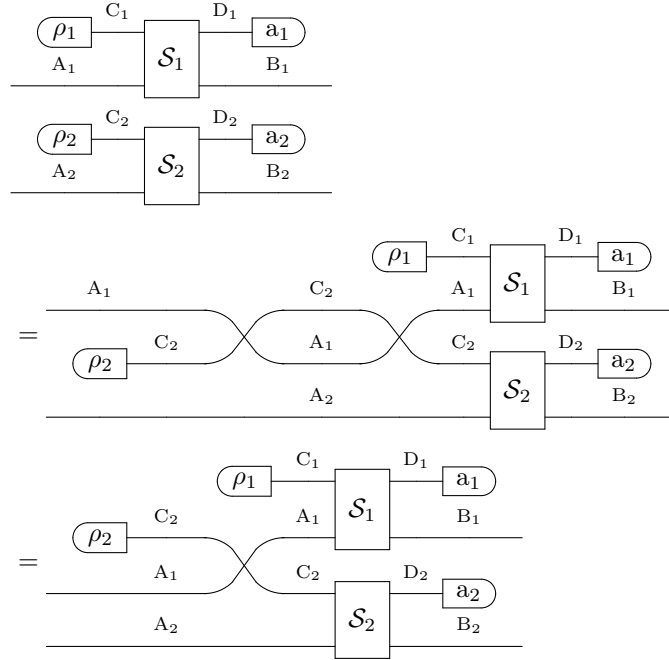 C₁ D₁
ρ₁ 𝒮₁ a₁
A₁ B₁
C₂ D₂
ρ₂ 𝒮₂ a₂
A₂ B₂
C₁ D₁
ρ₁ 𝒮₁ a₁
A₁ C₂ A₁ B₁
=
C₂ A₁ C₂ D₂
ρ₂ 𝒮₂ a₂
A₂ B₂
C₁ D₁
ρ₁ 𝒮₁ a₁
C₂ A₁ B₁
ρ₂
=
A₁ C₂ D₂
𝒮₂ a₂
A₂ B₂